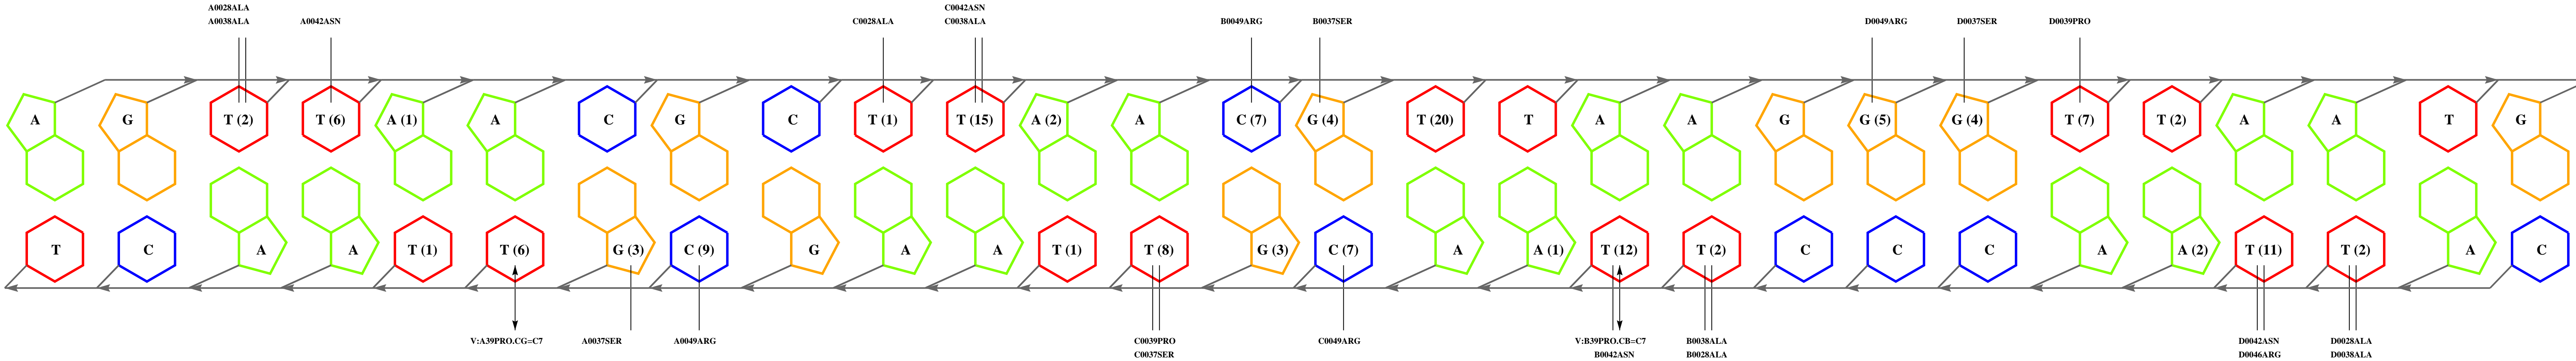 A0028ALA C0042ASN
A0038ALA A0042ASN C0028ALA C0038ALA B0049ARG B0037SER D0049ARG D0037SER D0039PRO
A G T (2) T (6) A (1) A C G C T (1) T (15) A (2) A C (7) G (4) T (20) T A A G G (5) G (4) T (7) T (2) A A T G
T C A A T (1) T (6) G (3) C (9) G A A T (1) T (8) G (3) C (7) A A (1) T (12) T (2) C C C A A (2) T (11) T (2) A C
V:A39PRO.CG=C7 A0037SER A0049ARG C0039PRO C0049ARG V:B39PRO.CB=C7 B0038ALA D0042ASN D0028ALA
C0037SER B0042ASN B0028ALA D0046ARG D0038ALA